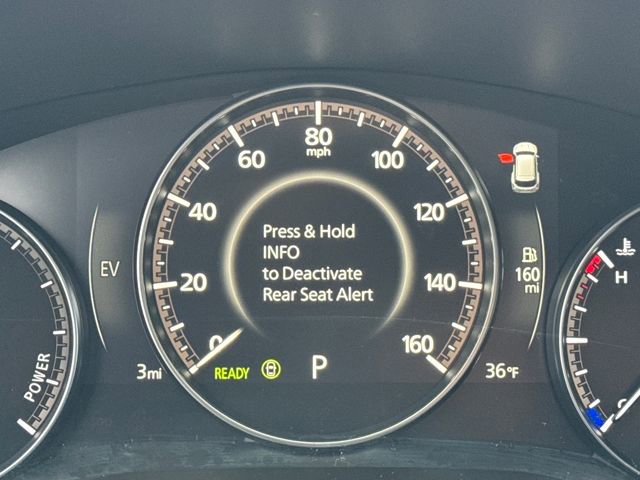 80
mph
60
100
40
120
Press & Hold
INFO
to Deactivate
Rear Seat Alert
EV
160
mi
H
20
140
0
160
POWER
3mi
READY
P
36°F
C